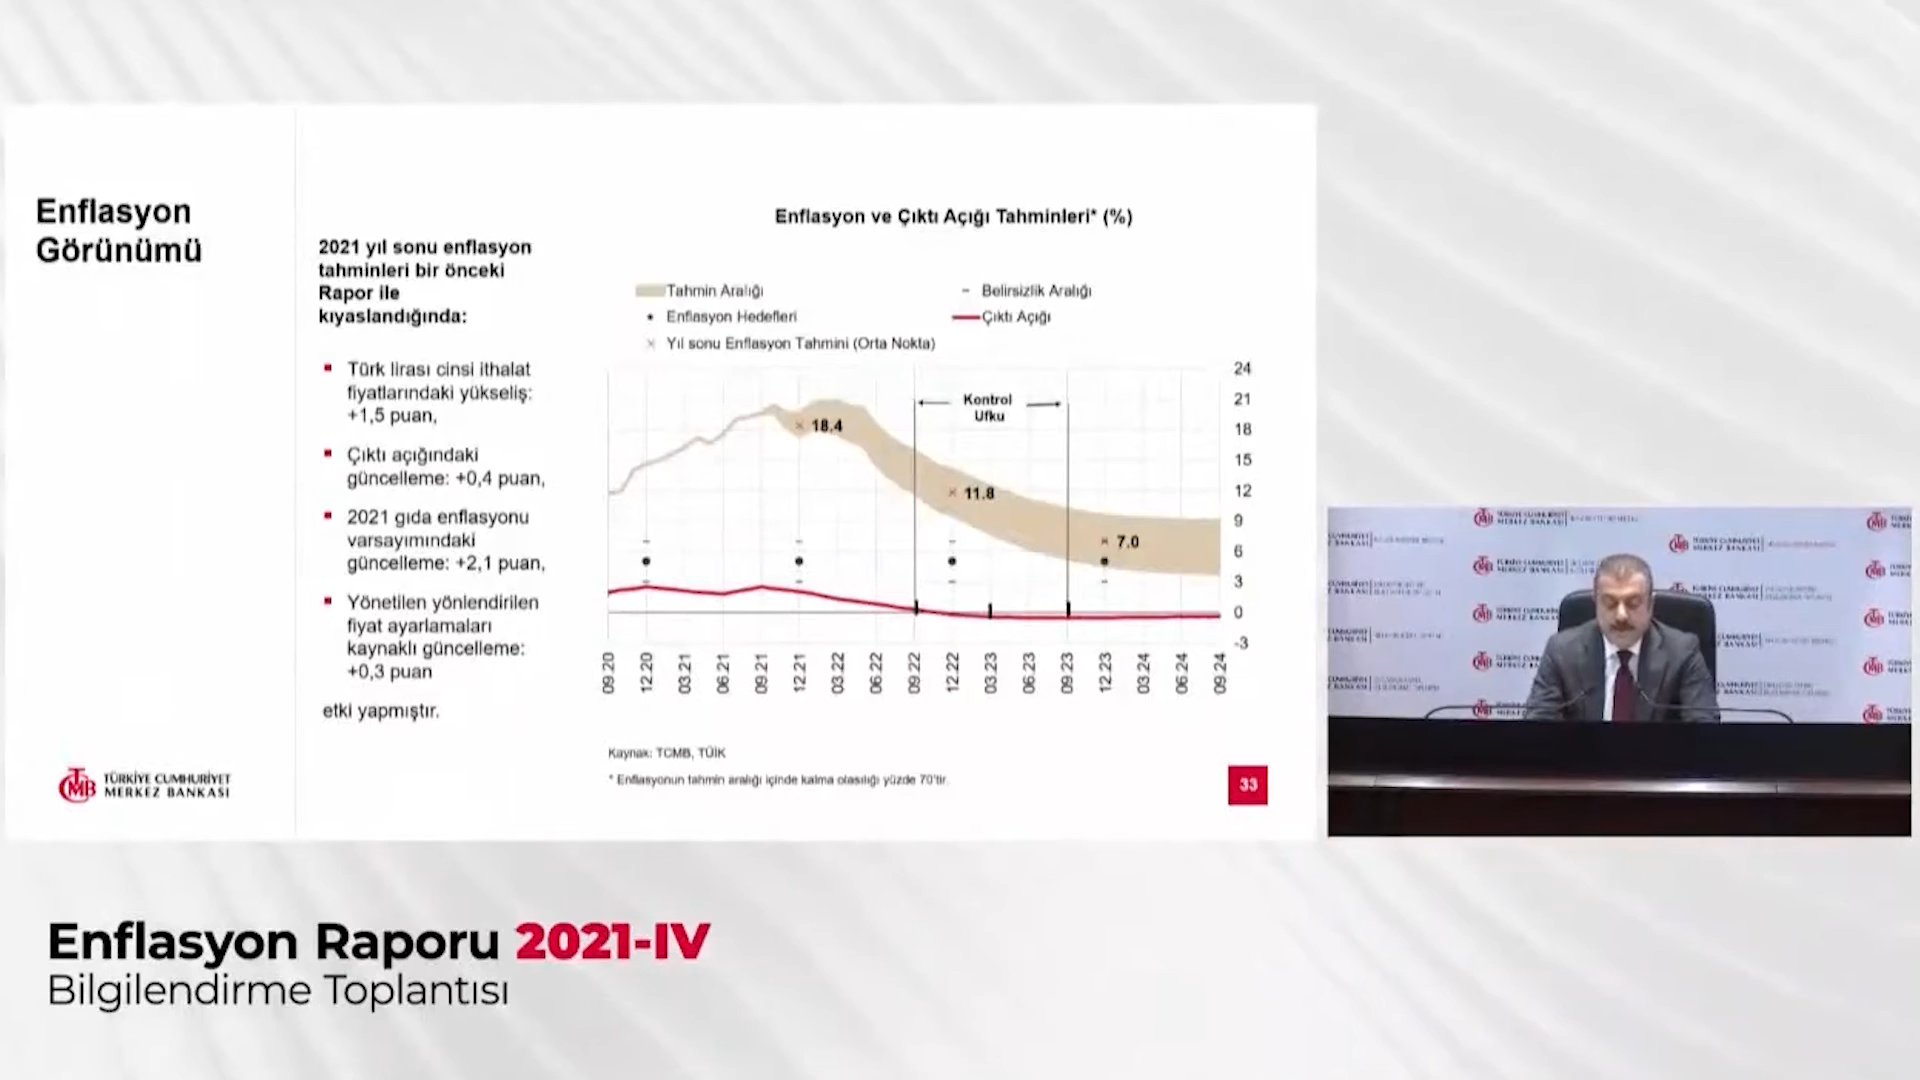 Enflasyon
Görünümü
2021 yıl sonu enflasyon
tahminleri bir önceki
Rapor ile
kıyaslandığında:
Türk lirası cinsi ithalat
fiyatlarındaki yükseliş:
+1,5 puan,
Çıktı açığındaki
güncelleme: +0,4 puan,
2021 gıda enflasyonu
varsayımındaki
güncelleme: +2,1 puan,
Yönetilen yönlendirilen
fiyat ayarlamaları
kaynaklı güncelleme:
+0,3 puan
etki yapmıştır.
Enflasyon ve Çıktı Açığı Tahminleri* (%)
Tahmin Aralığı
Belirsizlik Aralığı
Enflasyon Hedefleri
Çıktı Açığı
Yıl sonu Enflasyon Tahmini (Orta Nokta)
24
21
18
15
12
9
6
3
0
-3
Kontrol
Ufku
18,4
11.8
7.0
09.20
12.20
03.21
06.21
09.21
12.21
03.22
06.22
09.22
12.22
03.23
06.23
09.23
12.23
03.24
06.24
09.24
Kaynak: TCMB, TÜİK
* Enflasyonun tahmin aralığı içinde kalma olasılığı yüzde 70'tir.
33
TCMB
TÜRKİYE CUMHURİYET
MERKEZ BANKASI
Enflasyon Raporu 2021-IV
Bilgilendirme Toplantısı